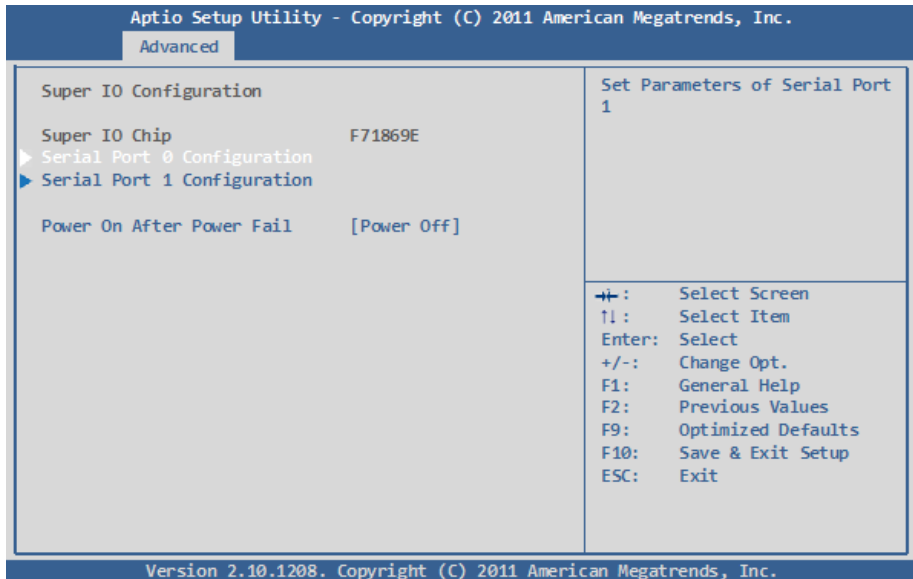 Aptio Setup Utility - Copyright (C) 2011 American Megatrends, Inc.
Advanced
Super IO Configuration
Super IO Chip F71869E
Serial Port 0 Configuration
Serial Port 1 Configuration
Power On After Power Fail [Power Off]
Set Parameters of Serial Port
1
→←: Select Screen
↑↓: Select Item
Enter: Select
+/-: Change Opt.
F1: General Help
F2: Previous Values
F9: Optimized Defaults
F10: Save & Exit Setup
ESC: Exit
Version 2.10.1208. Copyright (C) 2011 American Megatrends, Inc.